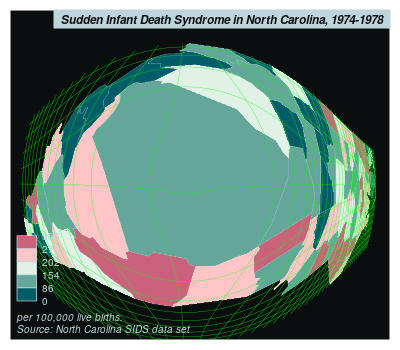 Sudden Infant Death Syndrome in North Carolina, 1974-1978
154
86
0
per 100,000 live births.
Source: North Carolina SIDS data set